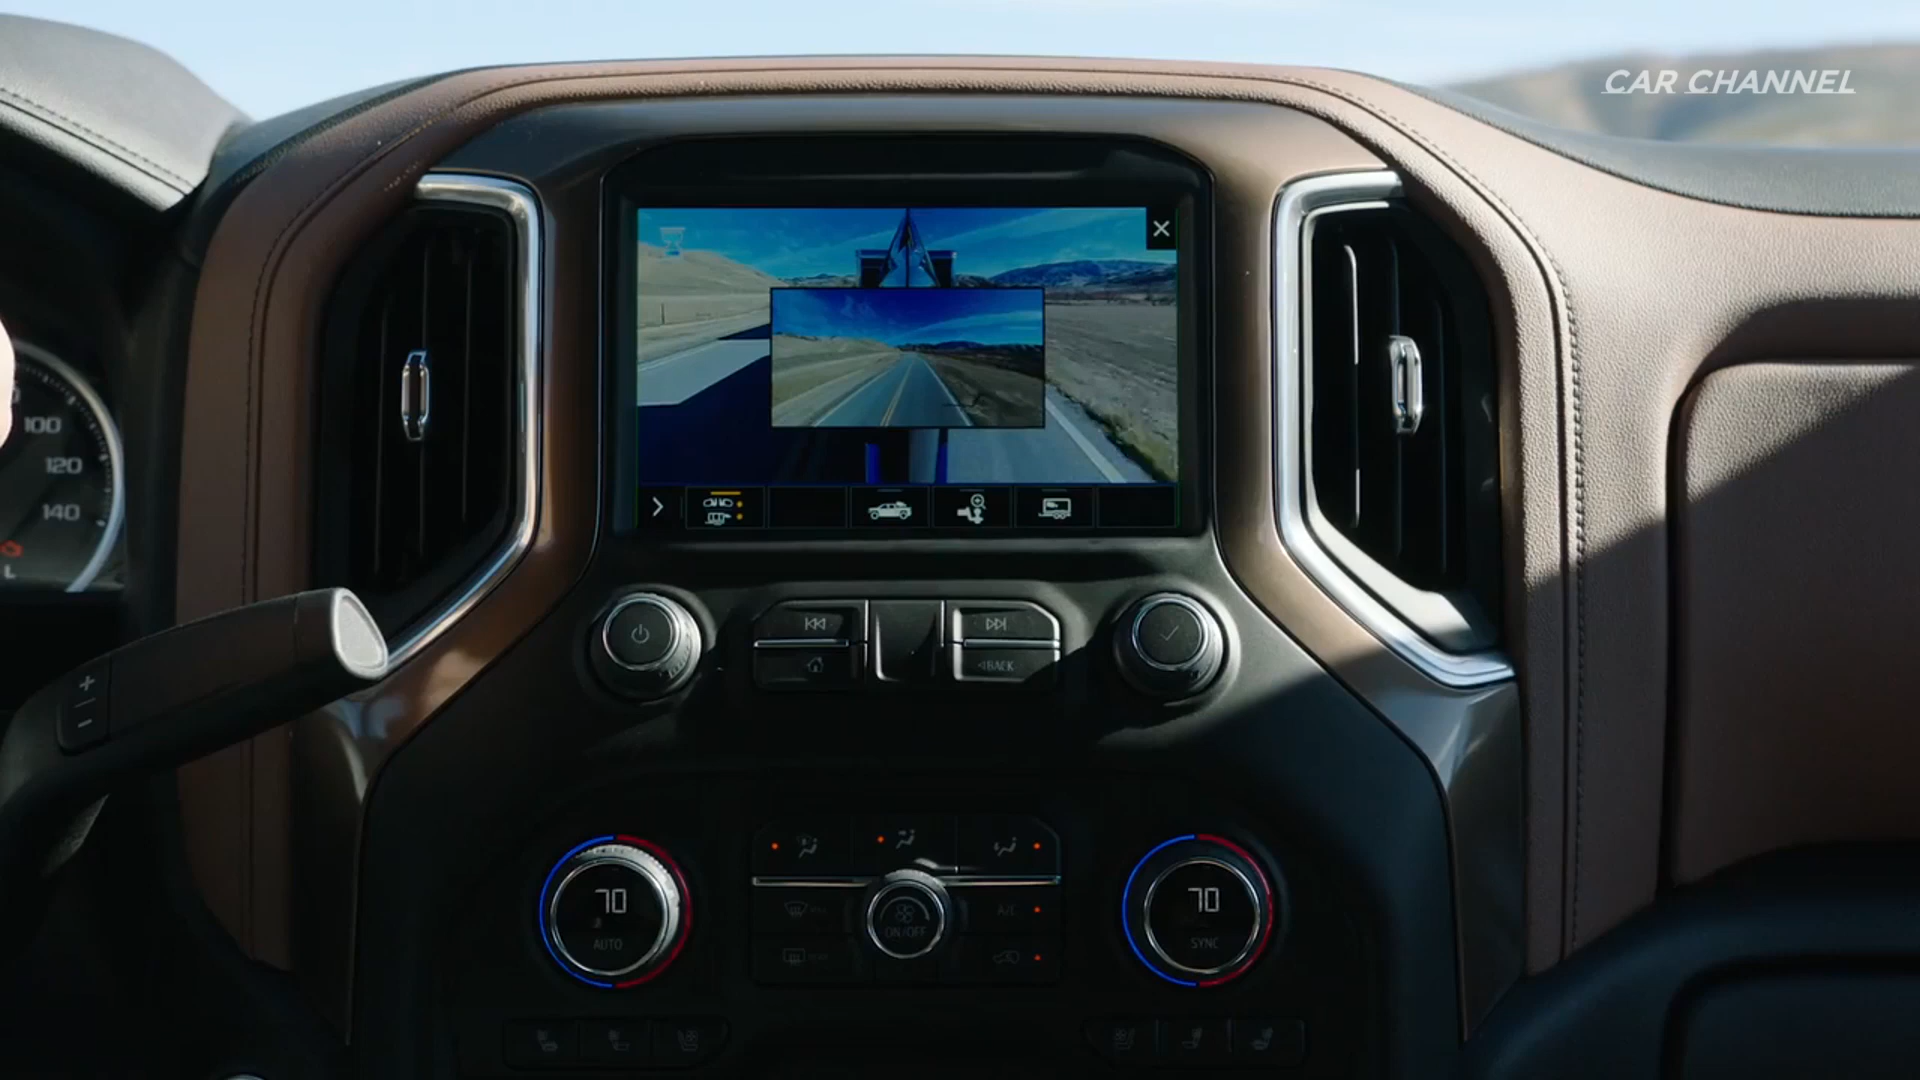 CAR CHANNEL
100
120
140
L
+
−
BACK
70
AUTO
ON/OFF
A/C
70
SYNC